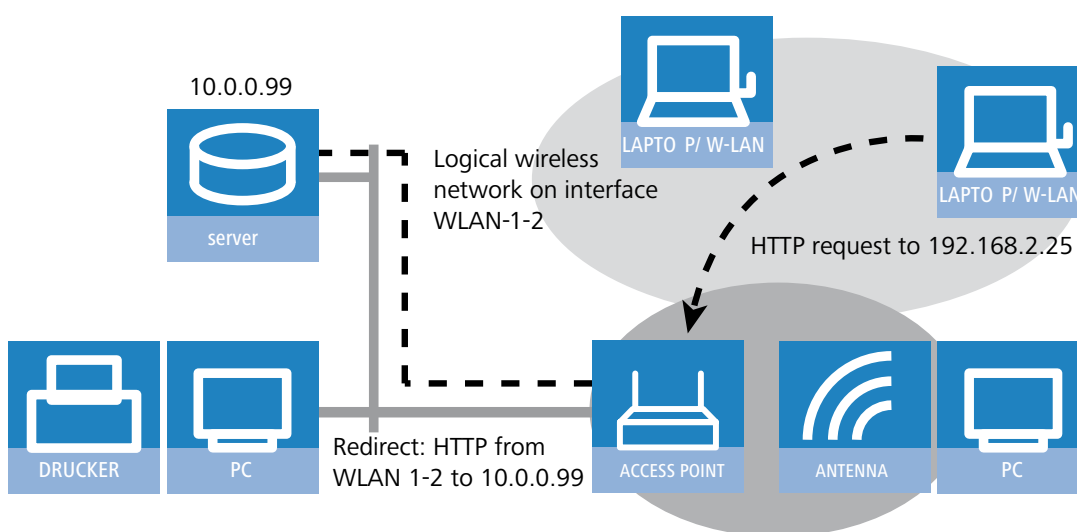 10.0.0.99
server
Logical wireless
network on interface
WLAN-1-2
LAPTO P/ W-LAN
LAPTO P/ W-LAN
HTTP request to 192.168.2.25
DRUCKER
PC
Redirect: HTTP from
WLAN 1-2 to 10.0.0.99
ACCESS POINT
ANTENNA
PC